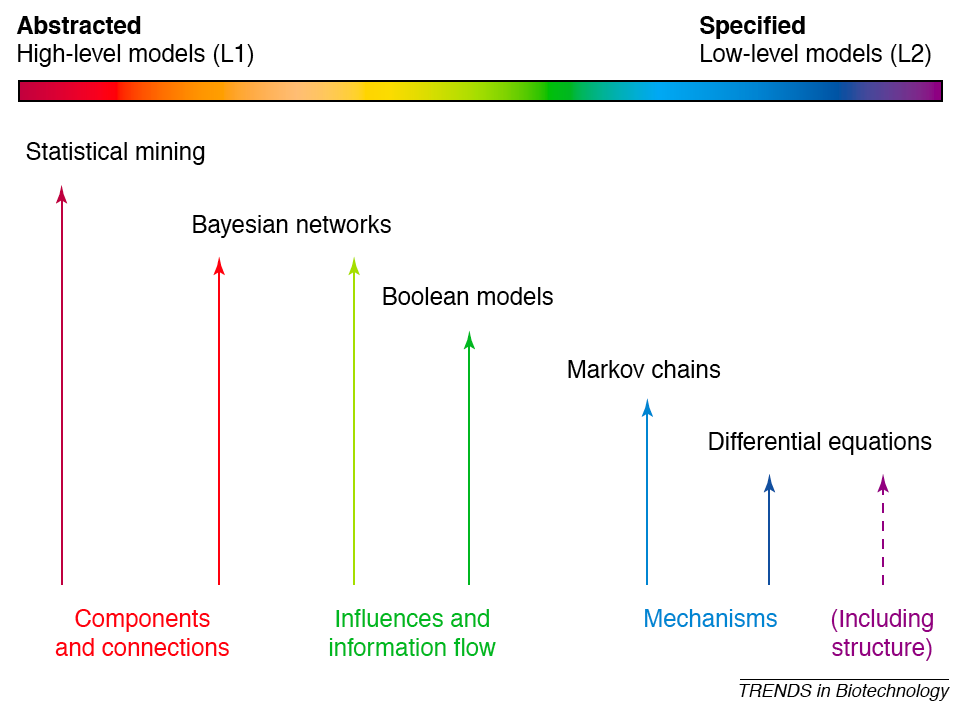 Abstracted
High-level models (L1)
Specified
Low-level models (L2)
Statistical mining
Bayesian networks
Boolean models
Markov chains
Differential equations
Components
and connections
Influences and
information flow
Mechanisms
(Including
structure)
TRENDS in Biotechnology